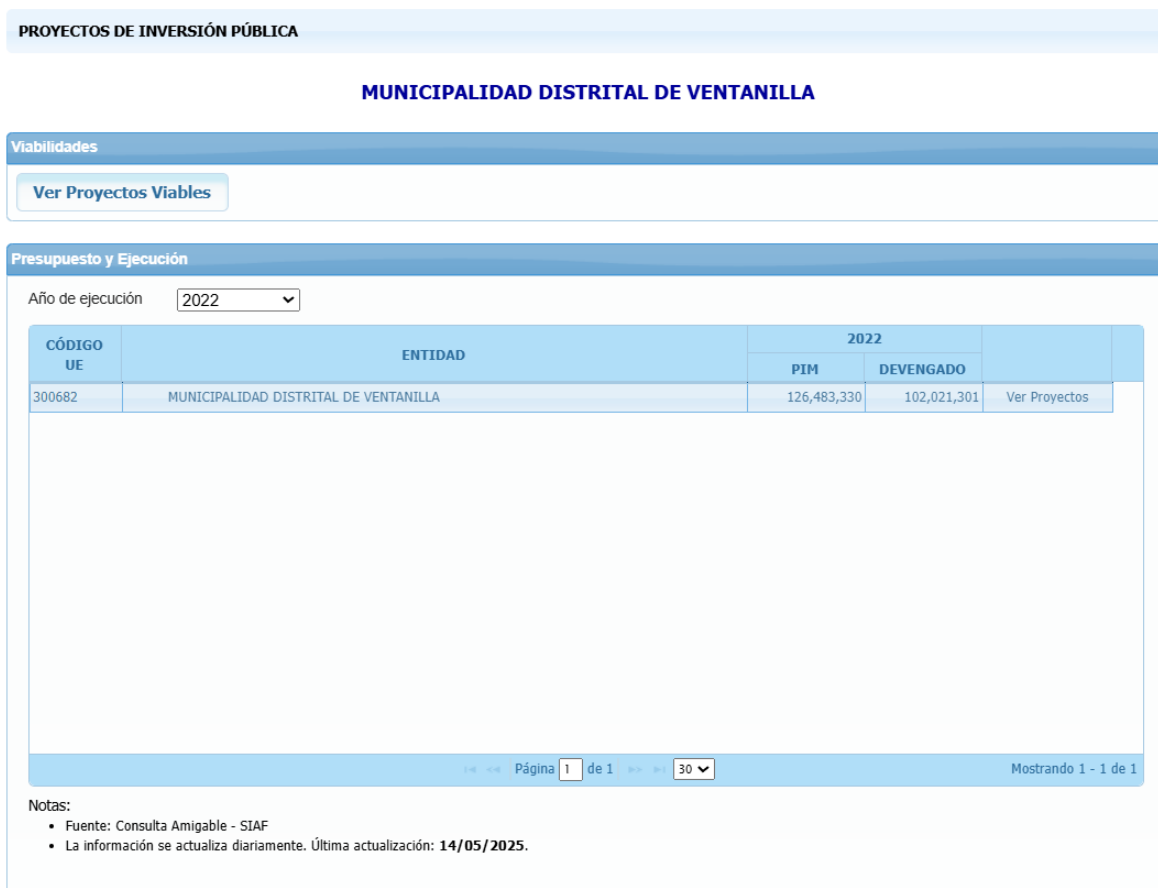 PROYECTOS DE INVERSIÓN PÚBLICA
MUNICIPALIDAD DISTRITAL DE VENTANILLA
Viabilidades
Ver Proyectos Viables
Presupuesto y Ejecución
Año de ejecución 2022
CÓDIGO UE ENTIDAD 2022
PIM DEVENGADO
300682 MUNICIPALIDAD DISTRITAL DE VENTANILLA 126,483,330 102,021,301 Ver Proyectos
Página 1 de 1 30 Mostrando 1 - 1 de 1
Notas:
• Fuente: Consulta Amigable - SIAF
• La información se actualiza diariamente. Última actualización: 14/05/2025.